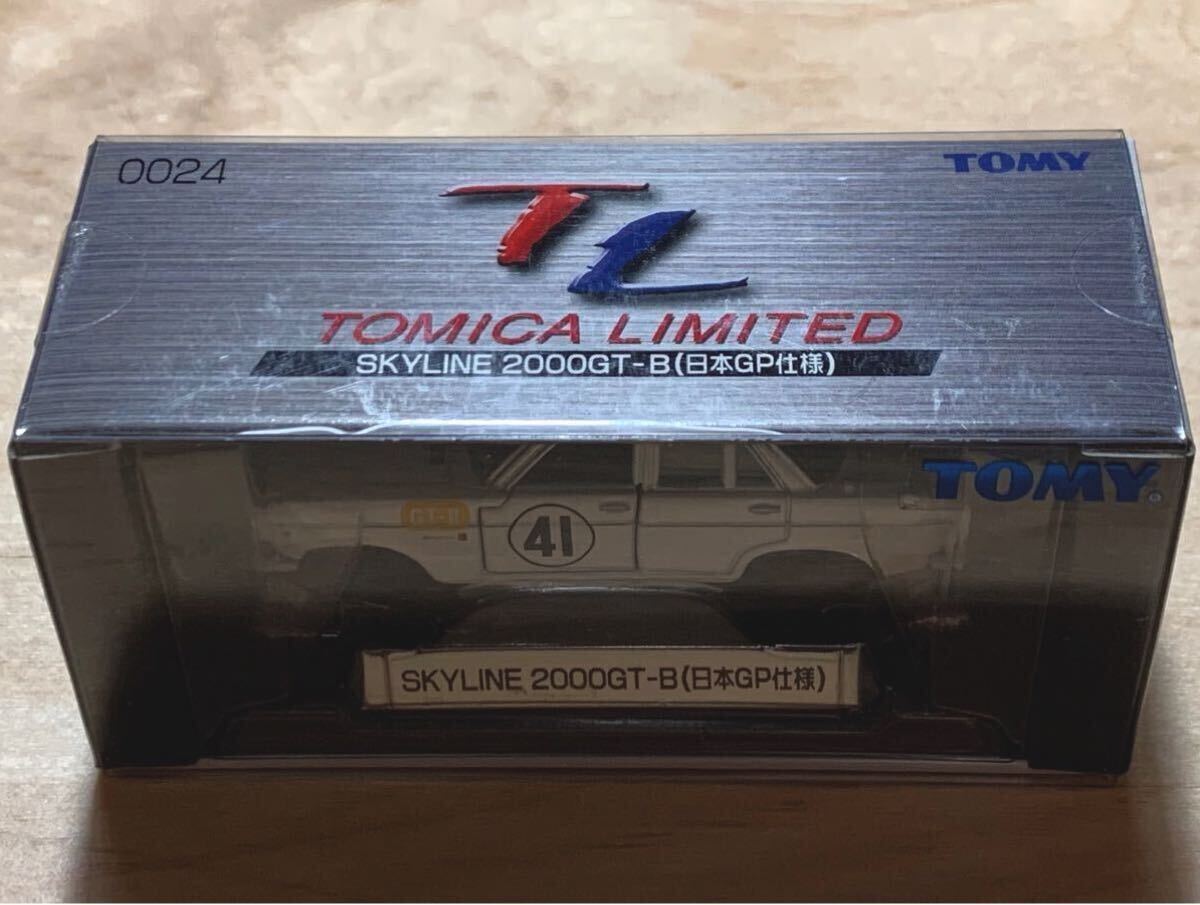 0024
TOMY
TL
TOMICA LIMITED
SKYLINE 2000GT-B(日本GP仕様)
TOMY
41
SKYLINE 2000GT-B(日本GP仕様)